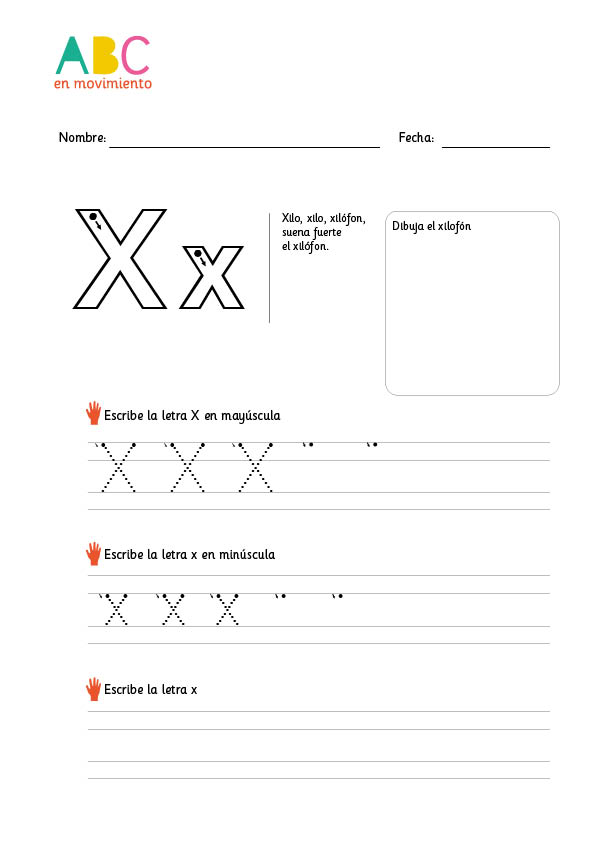 ABC
en movimiento
Nombre: Fecha:
X x
Xilo, xilo, xilófon,
suena fuerte
el xilófon.
Dibuja el xilofón
Escribe la letra X en mayúscula
X X X
Escribe la letra x en minúscula
x x x
Escribe la letra x